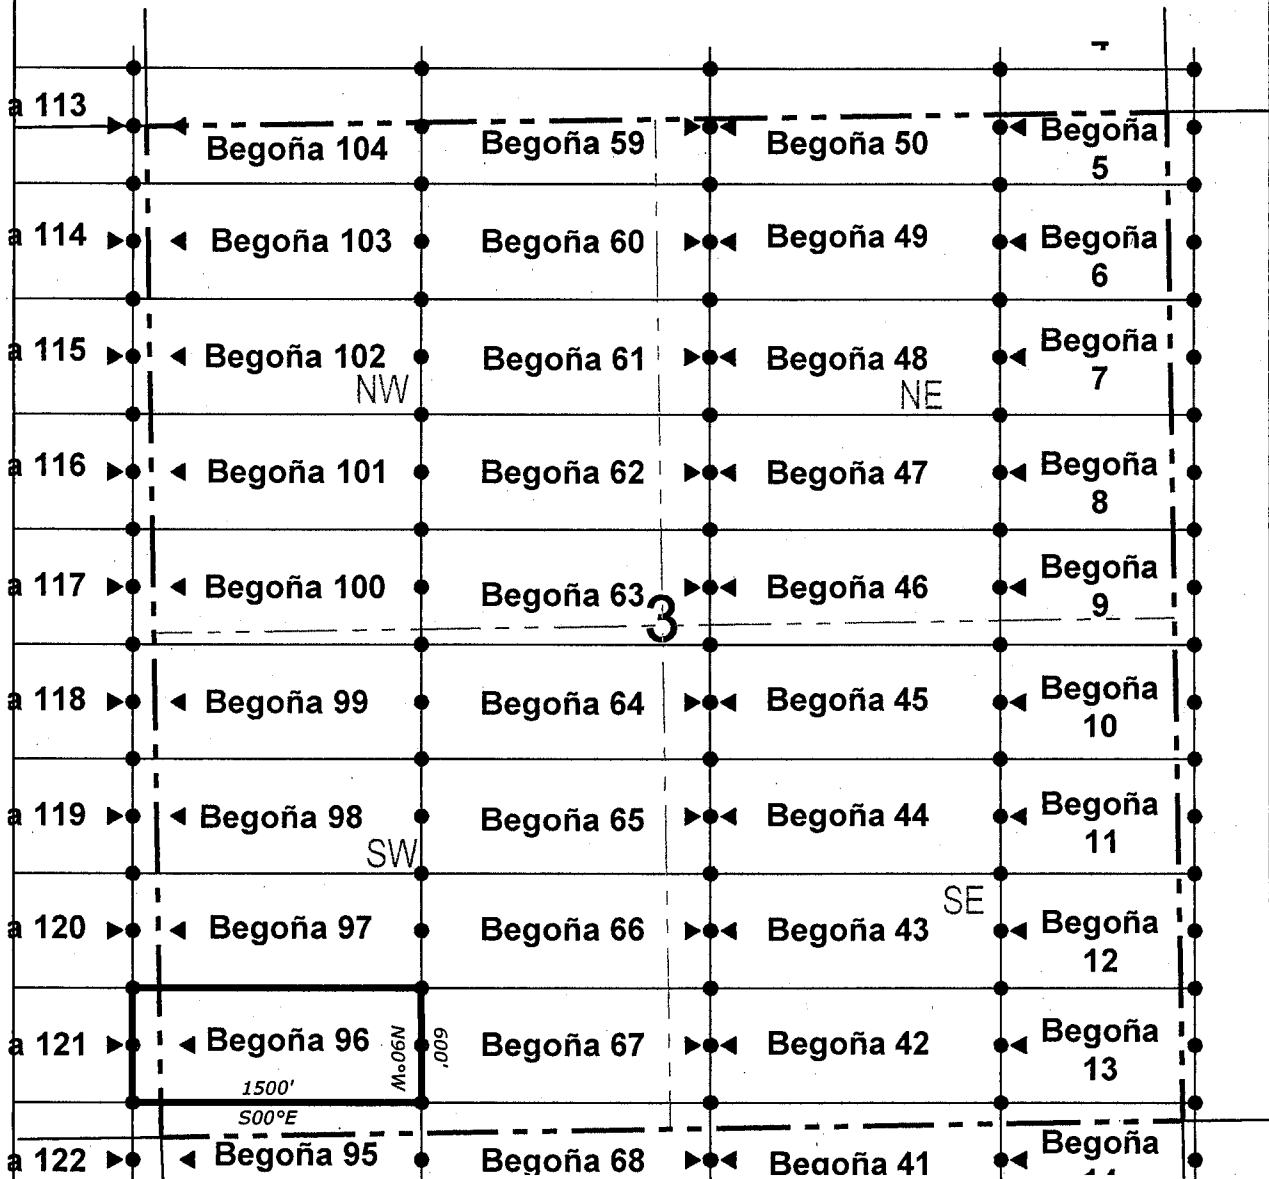 a 113
Begoña 104
Begoña 59
Begoña 50
Begoña
5
a 114
Begoña 103
Begoña 60
Begoña 49
Begoña
6
a 115
Begoña 102
Begoña 61
Begoña 48
Begoña
7
NW
NE
a 116
Begoña 101
Begoña 62
Begoña 47
Begoña
8
a 117
Begoña 100
Begoña 63
Begoña 46
Begoña
9
3
a 118
Begoña 99
Begoña 64
Begoña 45
Begoña
10
a 119
Begoña 98
Begoña 65
Begoña 44
Begoña
11
SW
SE
a 120
Begoña 97
Begoña 66
Begoña 43
Begoña
12
a 121
Begoña 96
N90°W
600'
Begoña 67
Begoña 42
Begoña
13
1500'
S00°E
a 122
Begoña 95
Begoña 68
Begoña 41
Begoña